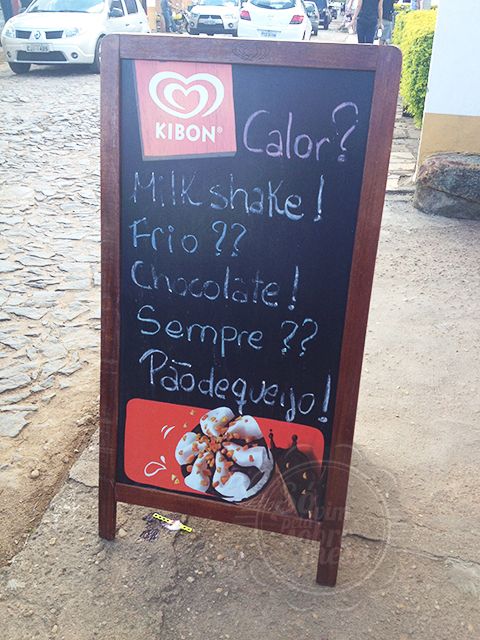 KIBON®
Calor?
Milkshake!
Frio??
Chocolate!
Sempre??
Pãodequeijo!